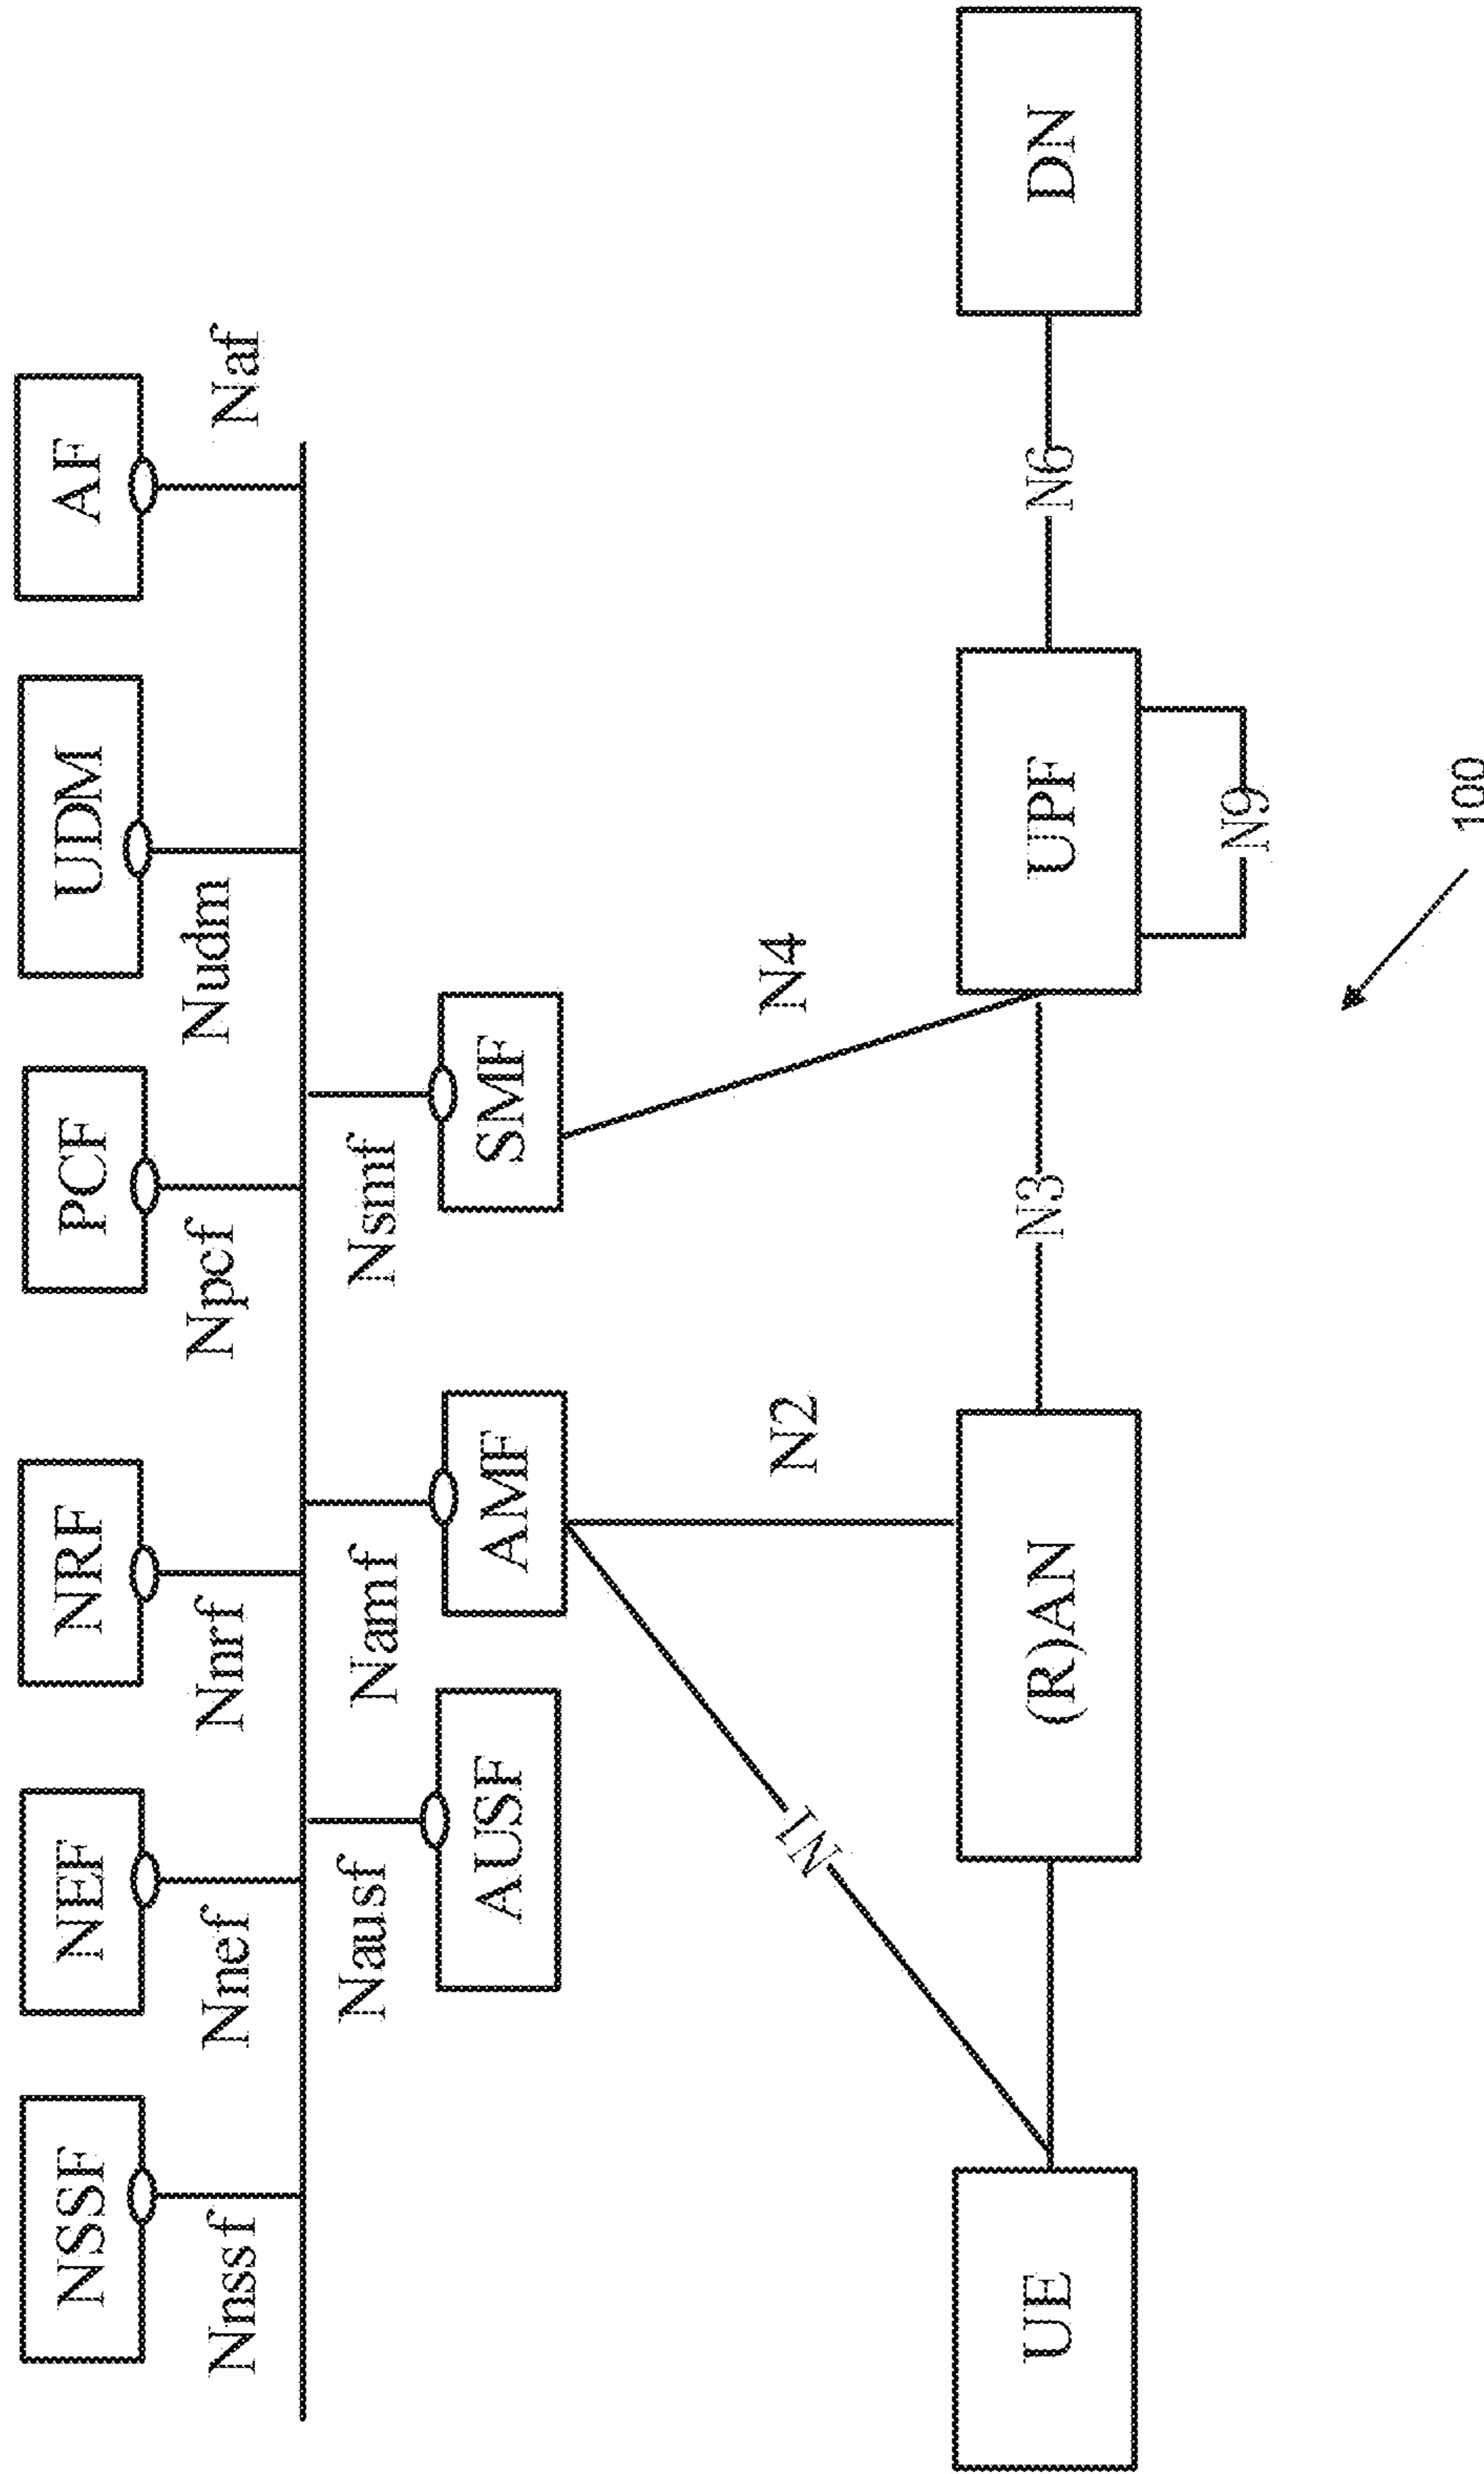 NSSF
NEF
NRF
PCF
UDM
AF
Nnssf
Nnef
Nnrf
Npcf
Nudm
Naf
Nausf
Namf
Nsmf
AUSF
AMF
SMF
N1
N2
N4
UE
(R)AN
N3
UPF
N6
DN
N9
100